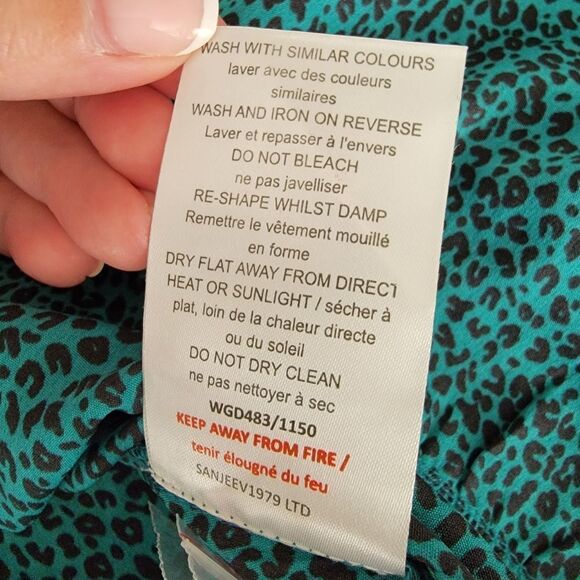 WASH WITH SIMILAR COLOURS
laver avec des couleurs
similaires
WASH AND IRON ON REVERSE
Laver et repasser à l'envers
DO NOT BLEACH
ne pas javelliser
RE-SHAPE WHILST DAMP
Remettre le vêtement mouillé
en forme
DRY FLAT AWAY FROM DIRECT
HEAT OR SUNLIGHT / sécher à
plat, loin de la chaleur directe
ou du soleil
DO NOT DRY CLEAN
ne pas nettoyer à sec
WGD483/1150
KEEP AWAY FROM FIRE /
tenir élougné du feu
SANJEEV1979 LTD